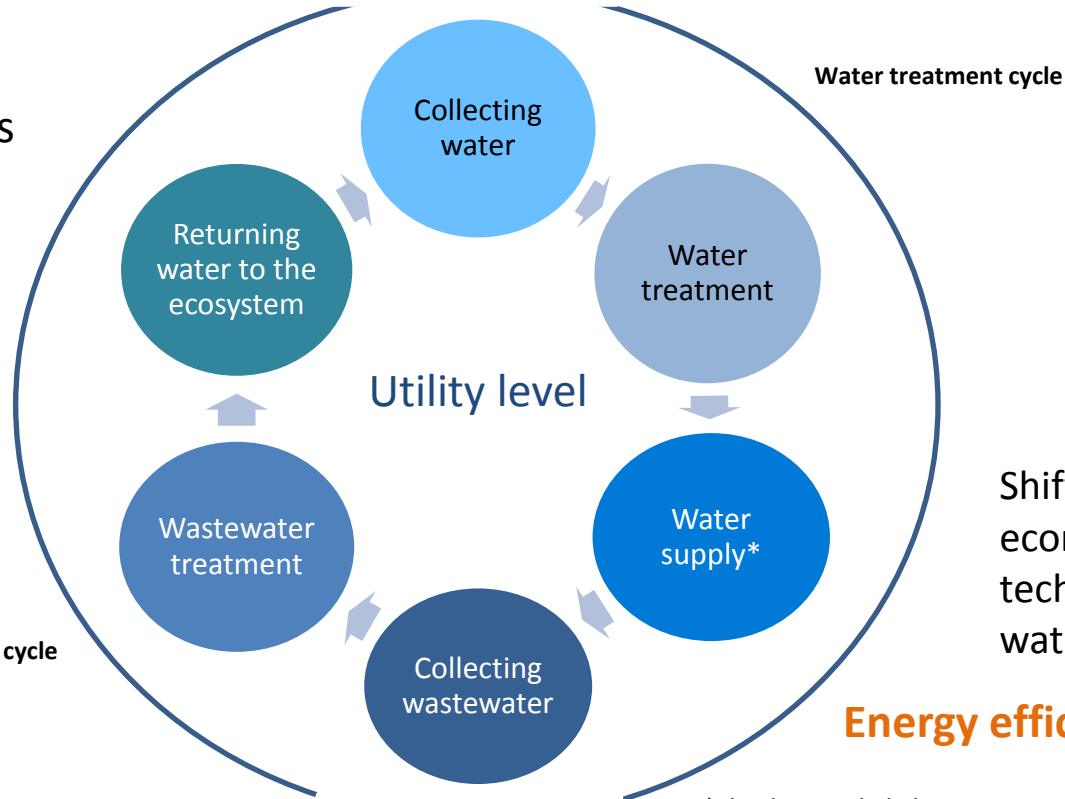 Water treatment cycle
Collecting
water
Returning
water to the
ecosystem
Water
treatment
Utility level
Wastewater
treatment
Water
supply*
Collecting
wastewater
cycle
Energy